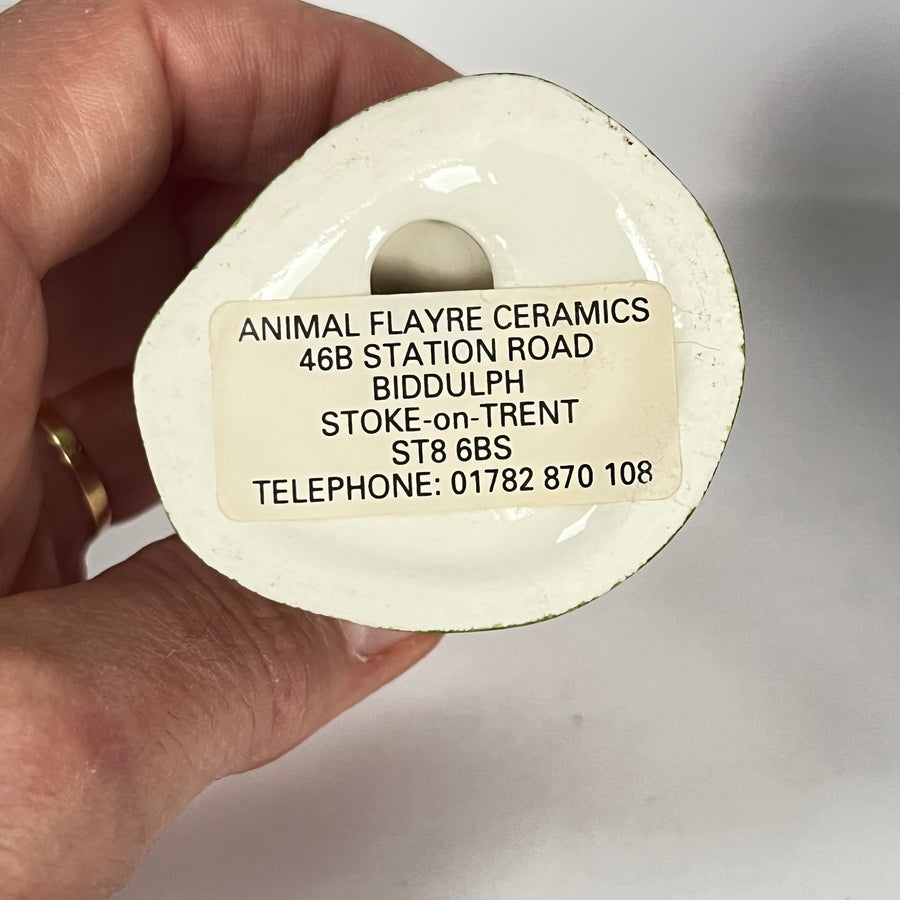 ANIMAL FLAYRE CERAMICS
46B STATION ROAD
BIDDULPH
STOKE-on-TRENT
ST8 6BS
TELEPHONE: 01782 870 108